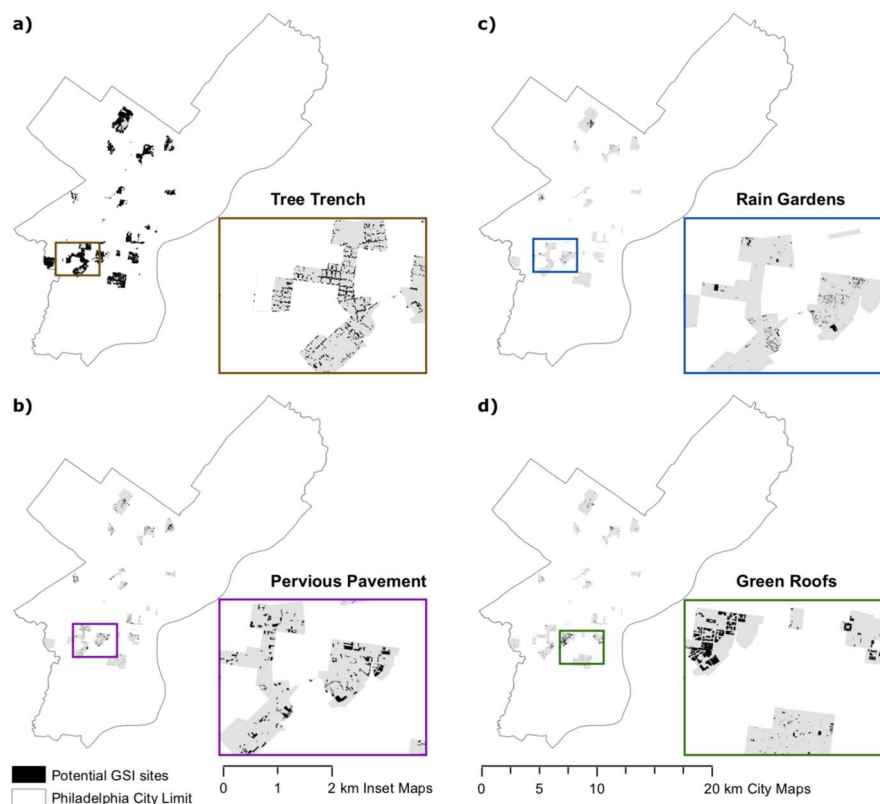 a)
c)
Tree Trench
Rain Gardens
b)
d)
Pervious Pavement
Green Roofs
Potential GSI sites
Philadelphia City Limit
0 1 2 km Inset Maps
0 5 10 20 km City Maps